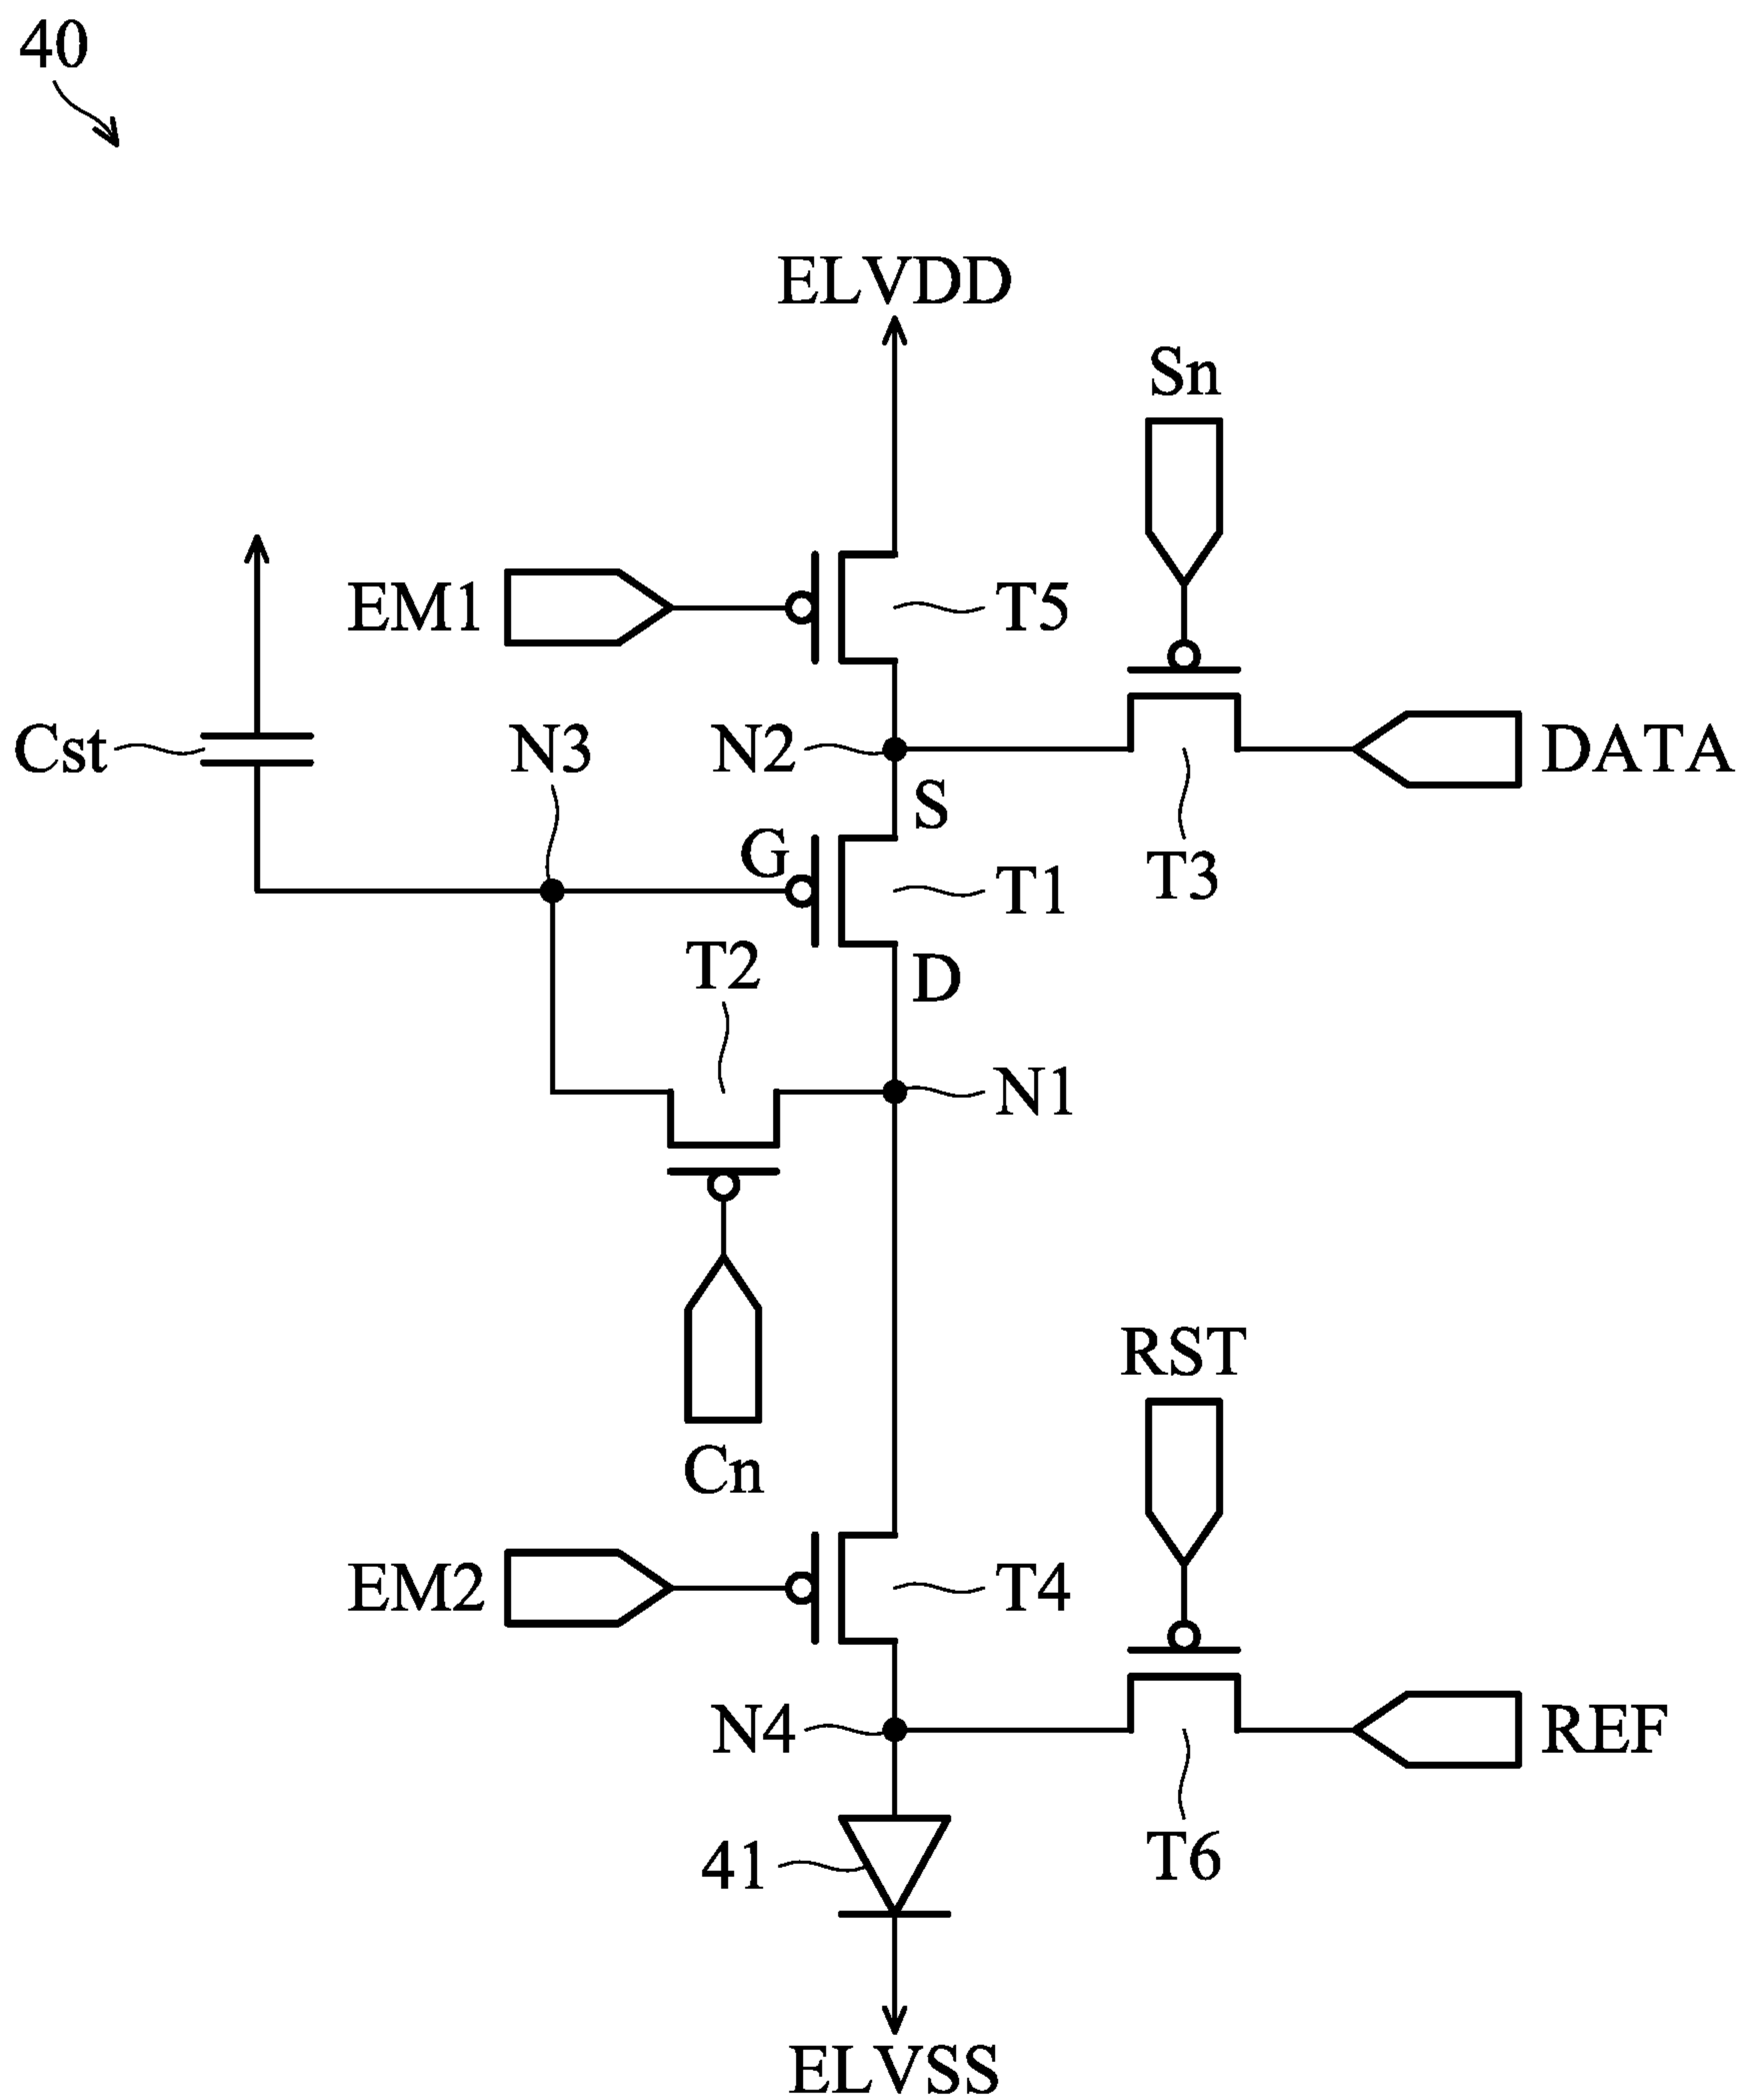 40
ELVDD
Sn
EM1
T5
Cst
N3
N2
DATA
S
G
T1
T3
T2
D
N1
RST
Cn
EM2
T4
N4
REF
41
T6
ELVSS